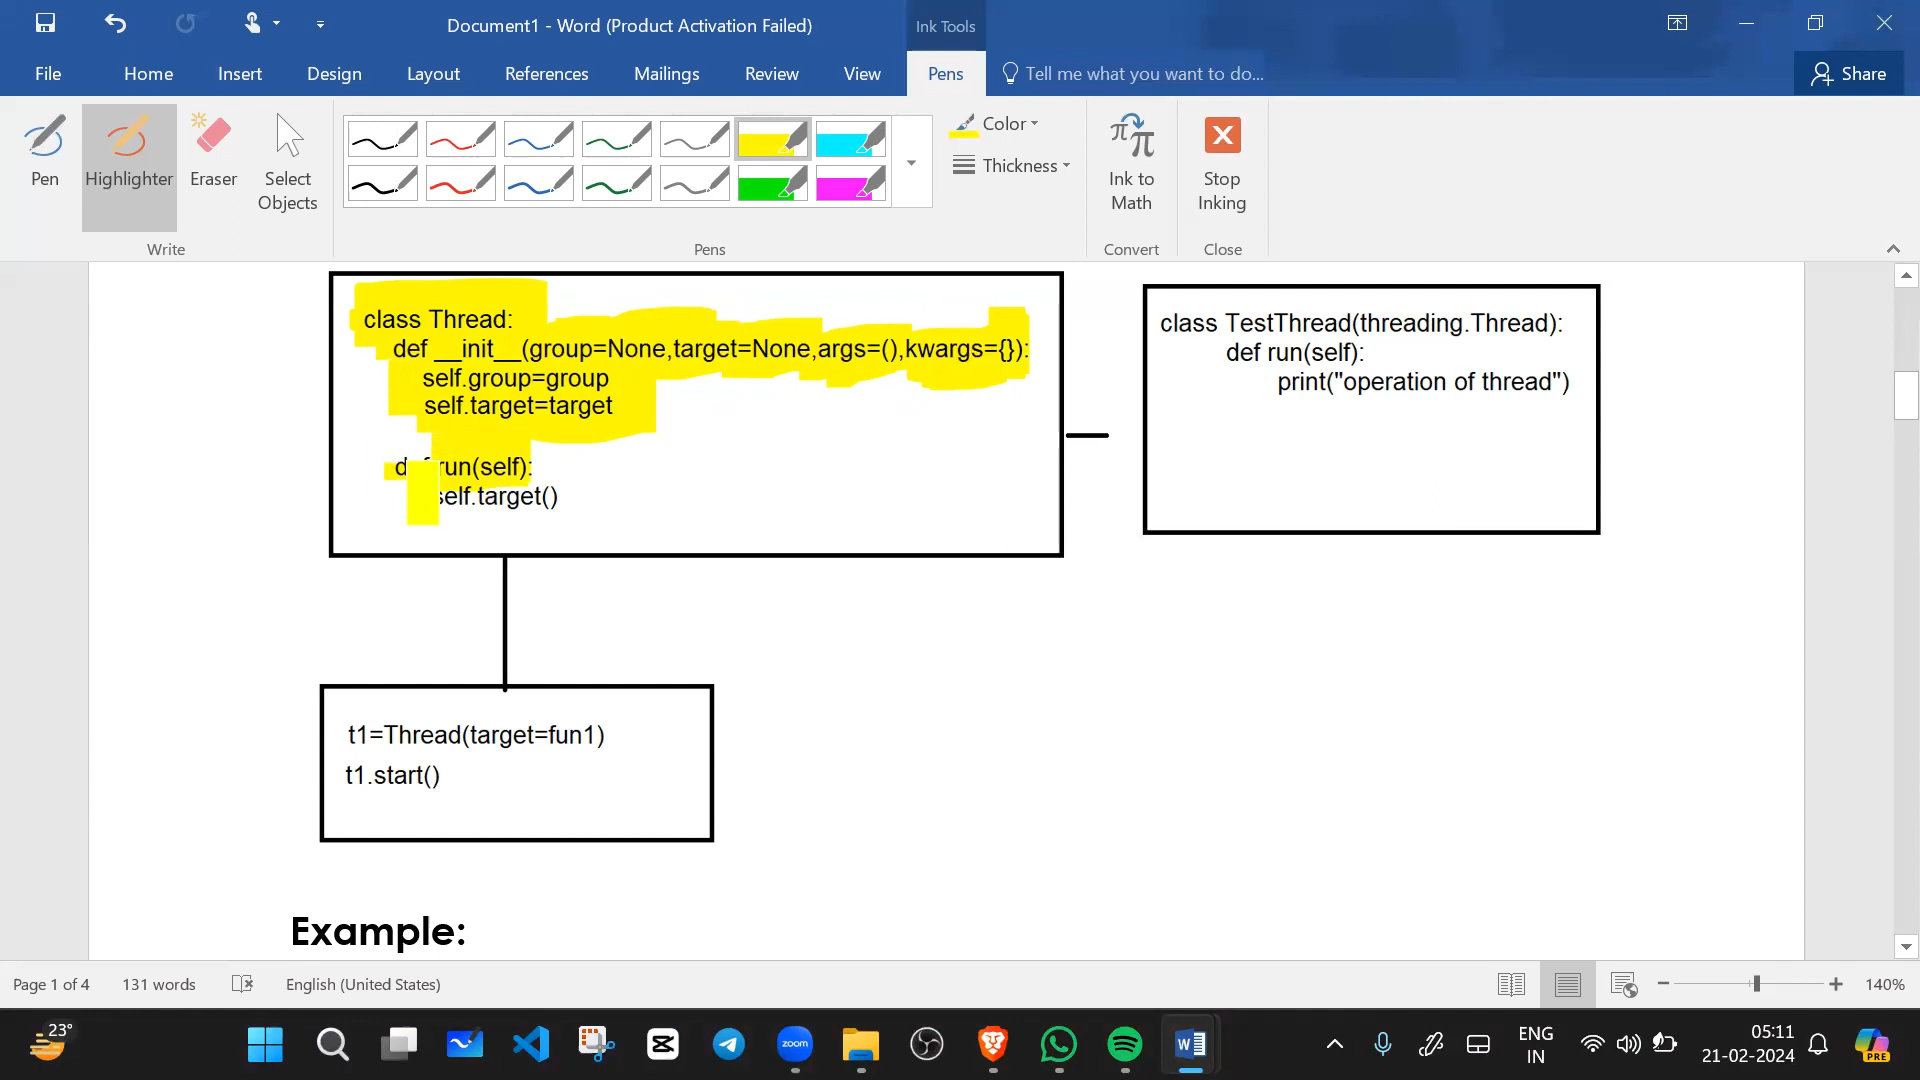 Document1 - Word (Product Activation Failed)
Ink Tools
File Home Insert Design Layout References Mailings Review View Pens Tell me what you want to do... Share
Pen Highlighter Eraser Select Objects
Color
Thickness
Ink to Math
Stop Inking
Write Pens Convert Close
class Thread:
def __init__(group=None,target=None,args=(),kwargs={}):
self.group=group
self.target=target
def run(self):
self.target()
class TestThread(threading.Thread):
def run(self):
print("operation of thread")
t1=Thread(target=fun1)
t1.start()
Example:
Page 1 of 4 131 words English (United States) 140%
23°
zoom
ENG
IN
05:11
21-02-2024
PRE